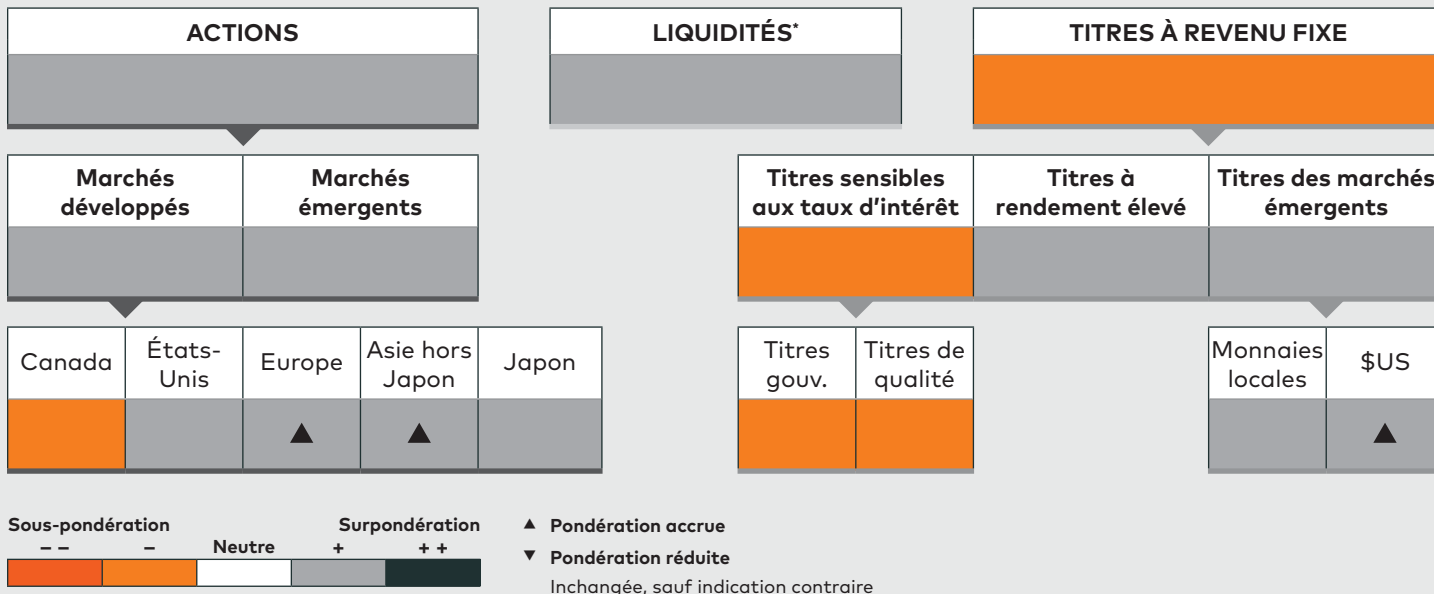 ACTIONS
LIQUIDITÉS*
TITRES À REVENU FIXE
Marchés
développés
Marchés
émergents
Titres sensibles
aux taux d'intérêt
Titres à
rendement élevé
Titres des marchés
émergents
Canada
États-
Unis
Europe
Asie hors
Japon
Japon
Titres
gouv.
Titres de
qualité
Monnaies
locales
$US
▲
▲
▲
Sous-pondération
Surpondération
– –
–
Neutre
+
+ +
▲ Pondération accrue
▼ Pondération réduite
Inchangée, sauf indication contraire